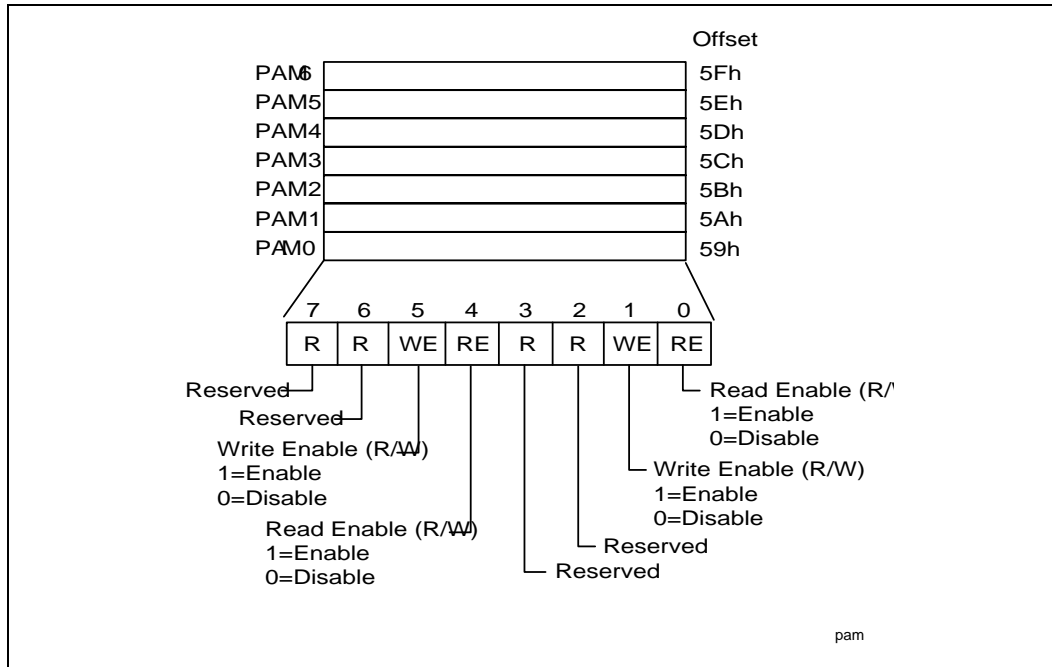 Offset
PAM6 5Fh
PAM5 5Eh
PAM4 5Dh
PAM3 5Ch
PAM2 5Bh
PAM1 5Ah
PAM0 59h
7 6 5 4 3 2 1 0
R R WE RE R R WE RE
Reserved
Reserved
Write Enable (R/W)
1=Enable
0=Disable
Read Enable (R/W)
1=Enable
0=Disable
Read Enable (R/
1=Enable
0=Disable
Write Enable (R/W)
1=Enable
0=Disable
Reserved
Reserved
pam